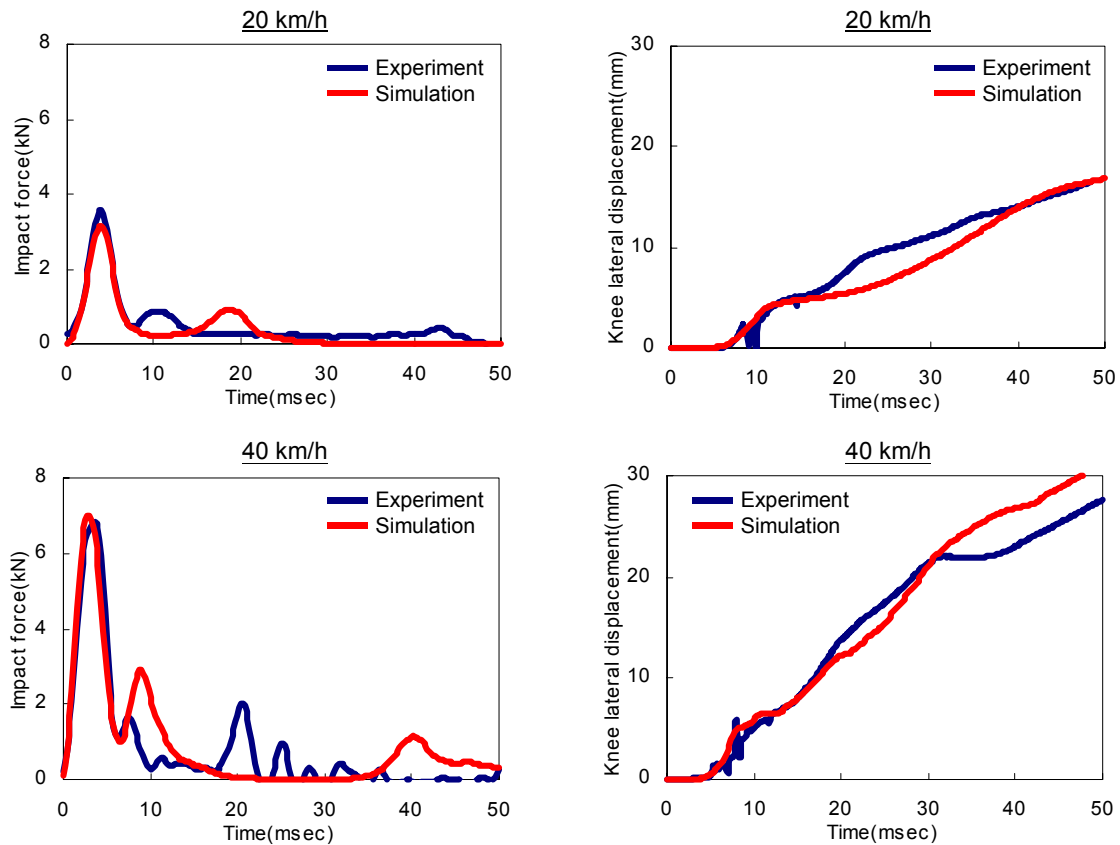 20 km/h
Impact force(kN)
8
6
4
2
0
Experiment
Simulation
0 10 20 30 40 50
Time(msec)
20 km/h
Knee lateral displacement(mm)
30
20
10
0
Experiment
Simulation
0 10 20 30 40 50
Time(msec)
40 km/h
Impact force(kN)
8
6
4
2
0
Experiment
Simulation
0 10 20 30 40 50
Time(msec)
40 km/h
Knee lateral displacement(mm)
30
20
10
0
Experiment
Simulation
0 10 20 30 40 50
Time(msec)